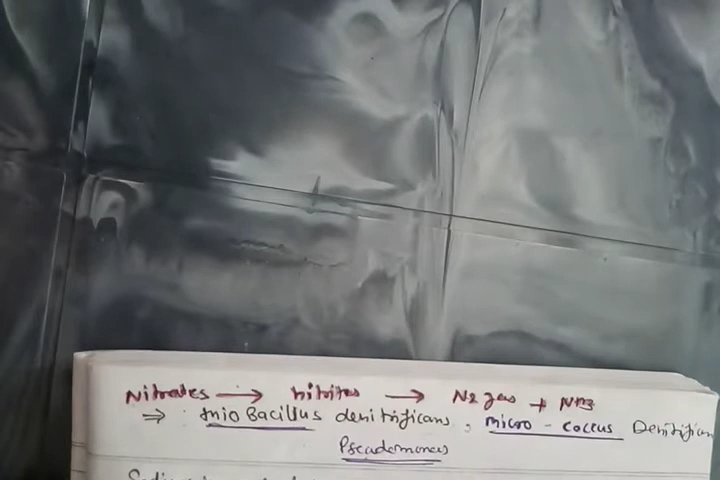 Nitrates → nitrites → N2 gas + NH3
⇒ thio Bacillus denitrificans, micro - coccus Denitrifican
Pseudomonas